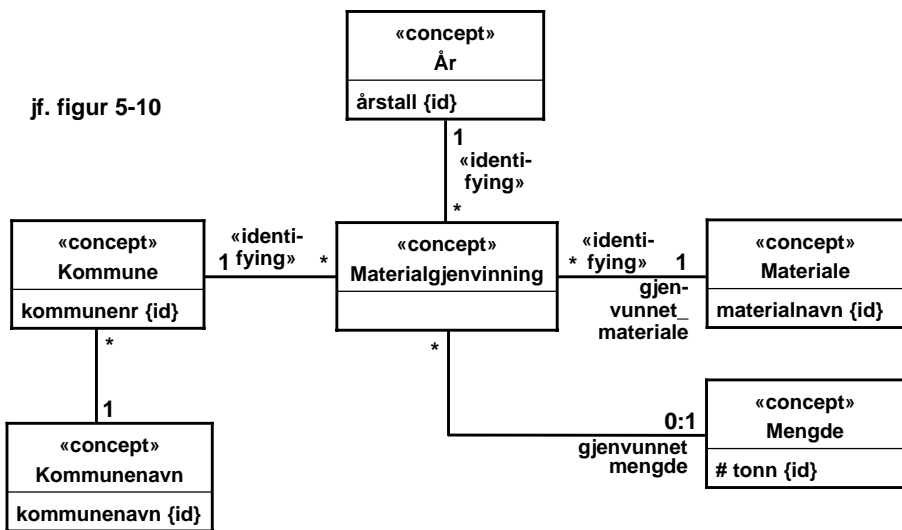 «concept»
År
årstall {id}
jf. figur 5-10
1
«identi-
fying»
*
«concept»
Kommune
kommunenr {id}
1
«identi-
fying»
*
«concept»
Materialgjenvinning
«identi-
fying»
*
1
gjen-
vunnet_
materiale
«concept»
Materiale
materialnavn {id}
*
1
«concept»
Kommunenavn
kommunenavn {id}
*
0:1
gjenvunnet
mengde
«concept»
Mengde
# tonn {id}